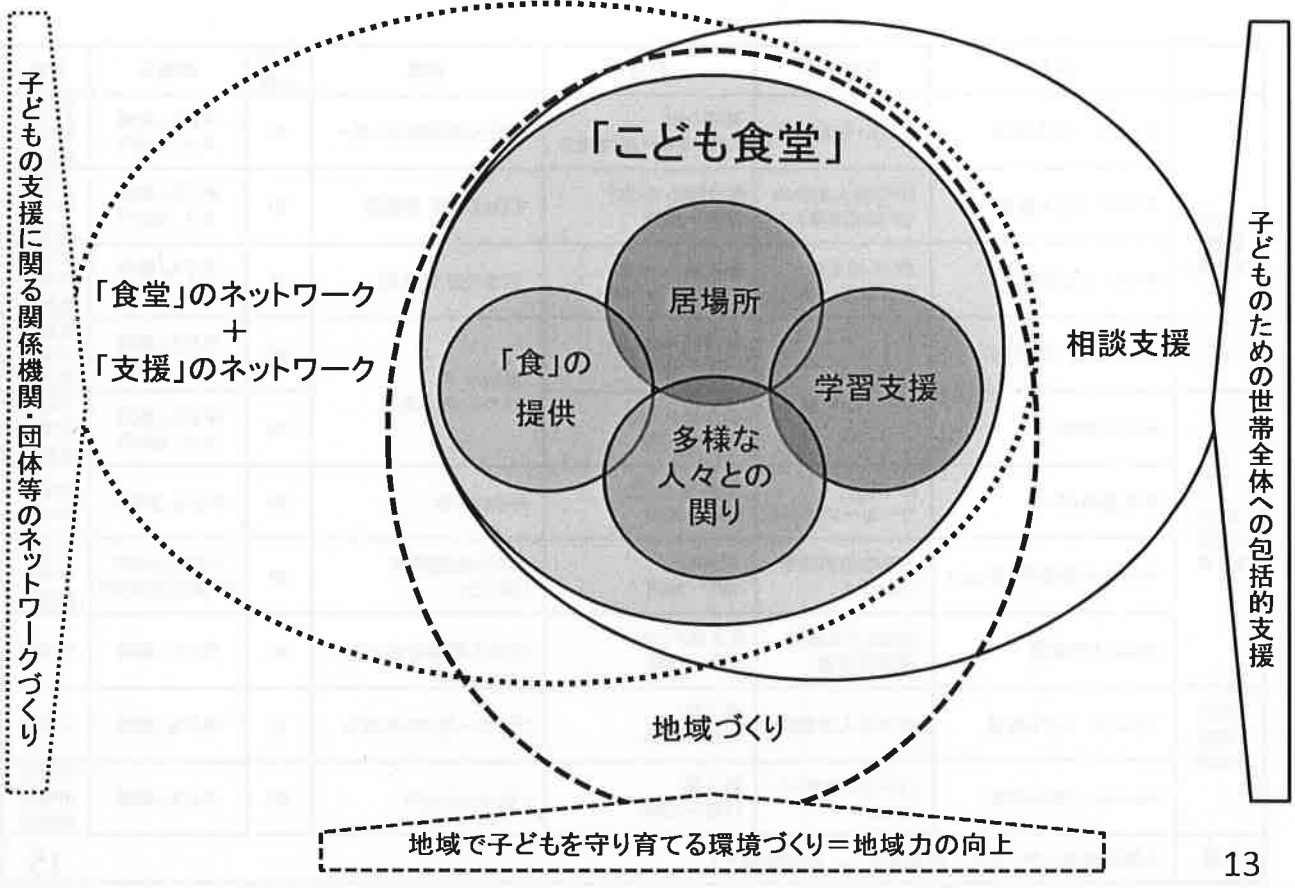 子どもの支援に関る関係機関・団体等のネットワークづくり
「こども食堂」
居場所
「食」の
提供
学習支援
多様な
人々との
関り
「食堂」のネットワーク
+
「支援」のネットワーク
相談支援
子どものための世帯全体への包括的支援
地域づくり
地域で子どもを守り育てる環境づくり=地域力の向上
13